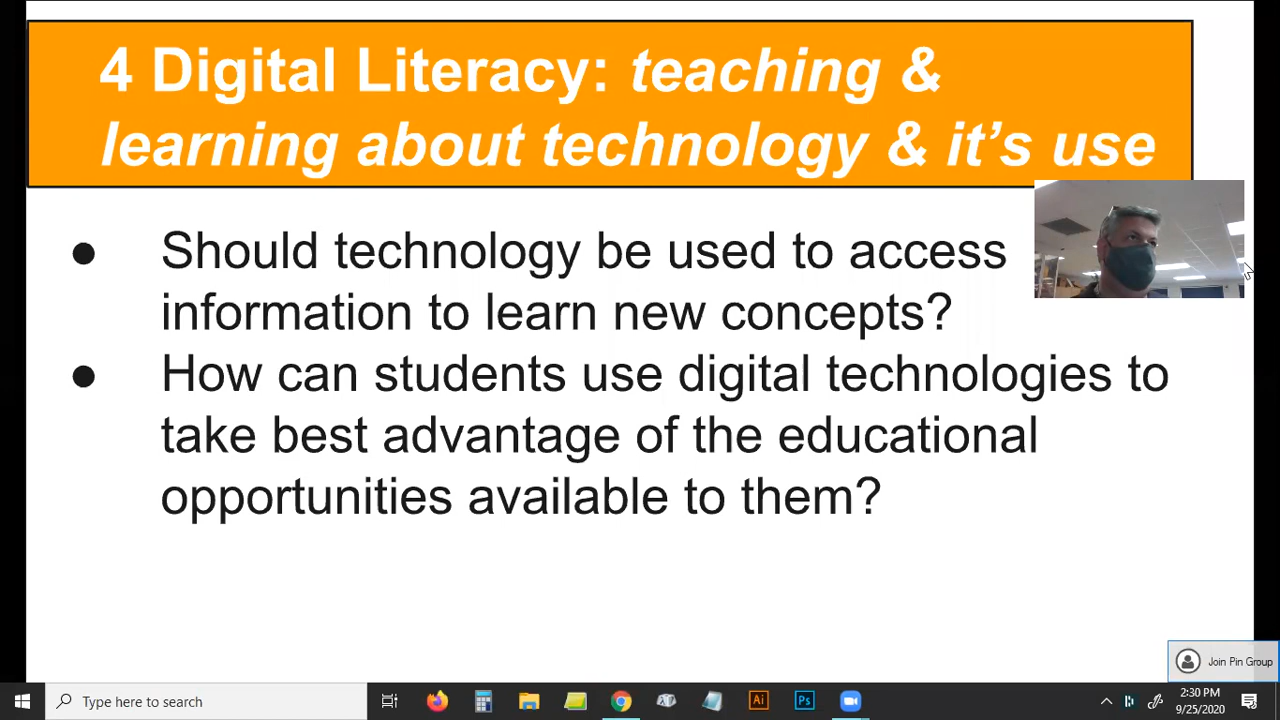 4 Digital Literacy: teaching &
learning about technology & it's use
● Should technology be used to access
information to learn new concepts?
● How can students use digital technologies to
take best advantage of the educational
opportunities available to them?
Join Pin Group
Type here to search
Ai
Ps
2:30 PM
9/25/2020